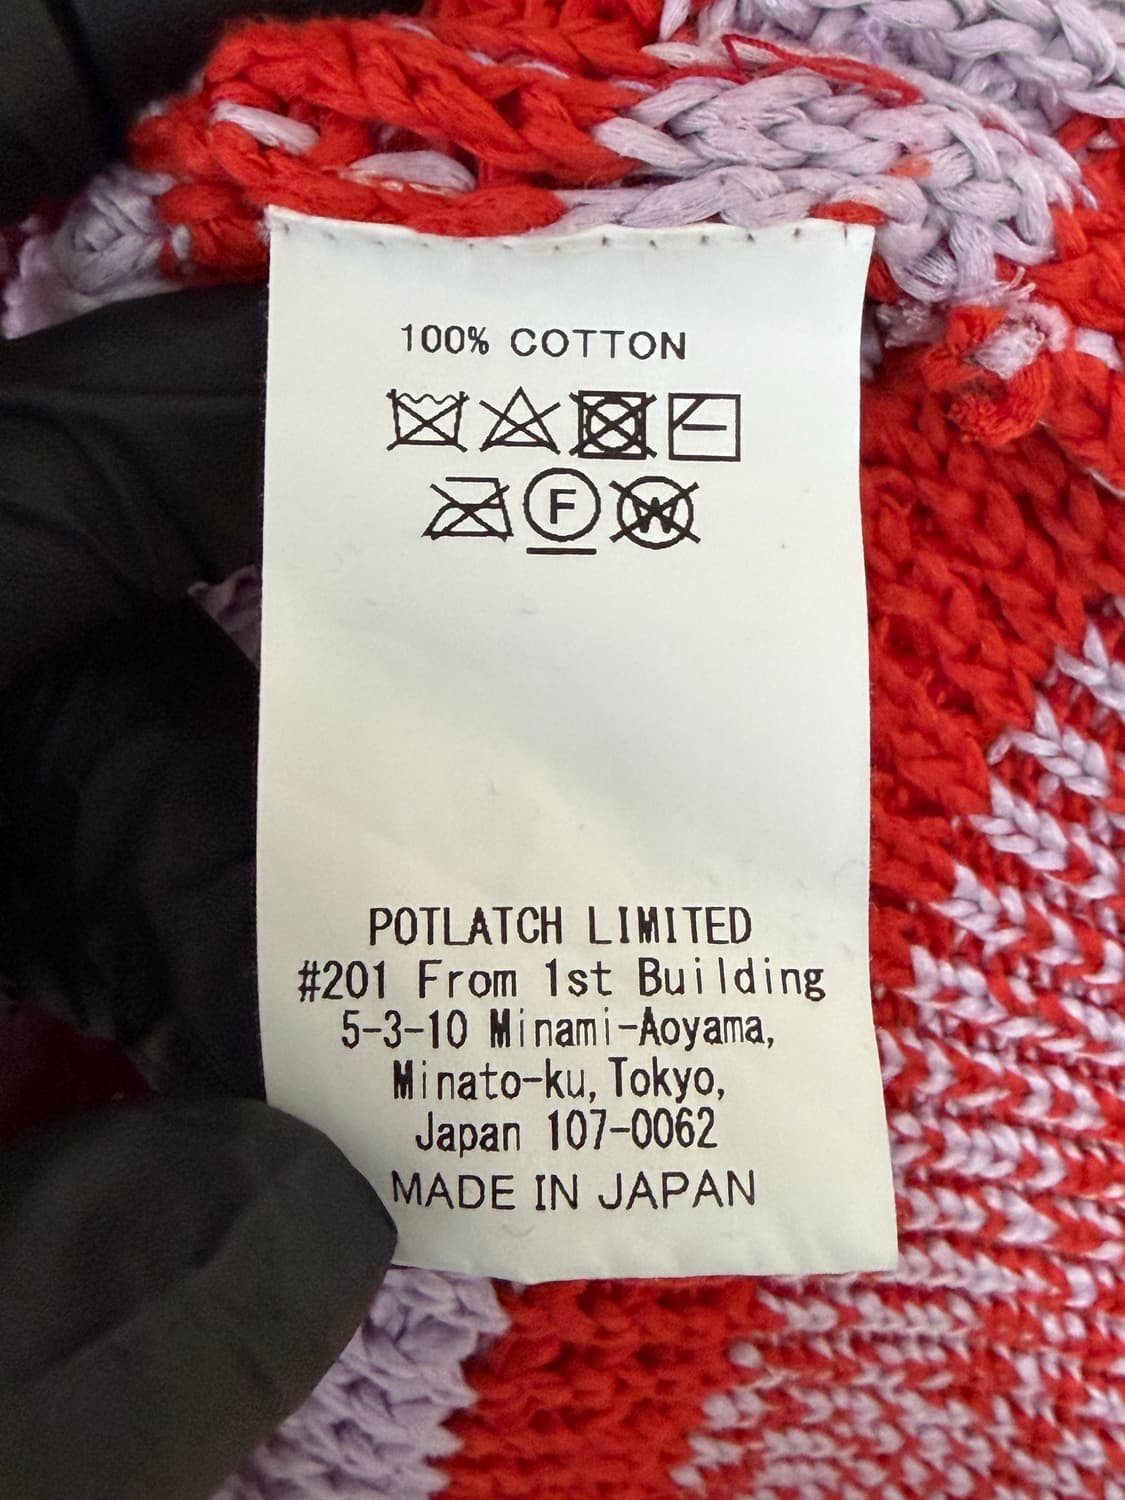 100% COTTON
F W
POTLATCH LIMITED
#201 From 1st Building
5-3-10 Minami-Aoyama,
Minato-ku, Tokyo,
Japan 107-0062
MADE IN JAPAN